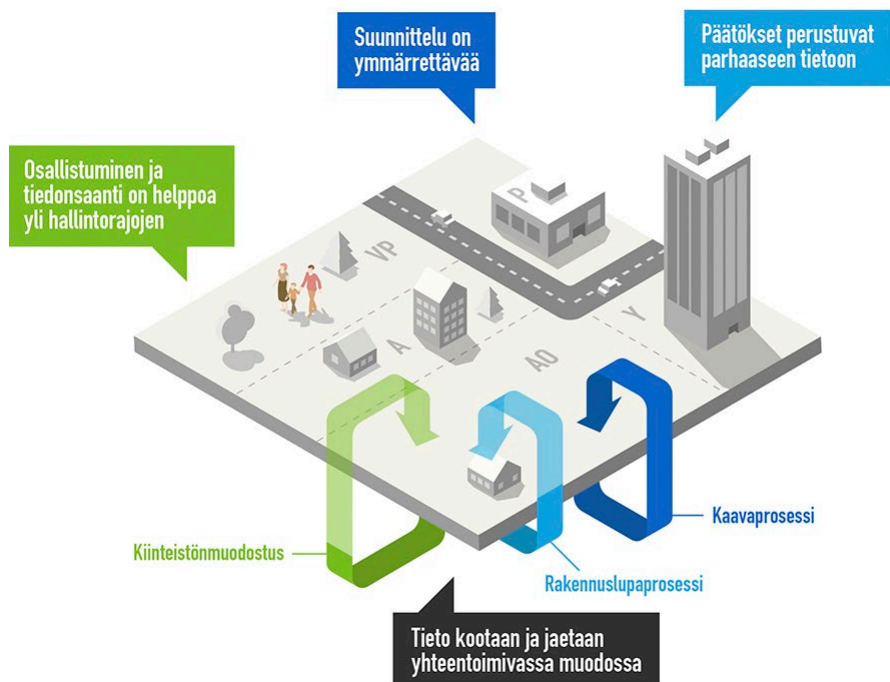 Suunnittelu on
ymmärrettävää
Päätökset perustuvat
parhaaseen tietoon
Osallistuminen ja
tiedonsaanti on helppoa
yli hallintorajojen
P
VP
Y
A
AO
Kaavaprosessi
Kiinteistönmuodostus
Rakennuslupaprosessi
Tieto kootaan ja jaetaan
yhteentoimivassa muodossa